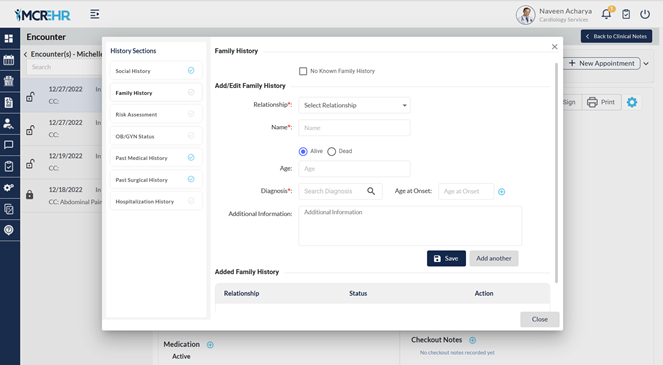 MCREHR
Naveen Acharya
Cardiology Services
Encounter
Back to Clinical Notes
Encounter(s) - Michelle
New Appointment
Search
12/27/2022 In
CC:
12/27/2022 In
CC:
12/19/2022 In
CC:
12/18/2022 In
CC: Abdominal Pain
Sign
Print
History Sections
Social History
Family History
Risk Assessment
OB/GYN Status
Past Medical History
Past Surgical History
Hospitalization History
Family History
No Known Family History
Add/Edit Family History
Relationship*: Select Relationship
Name*: Name
Alive Dead
Age: Age
Diagnosis*: Search Diagnosis Age at Onset: Age at Onset
Additional Information: Additional Information
Save Add another
Added Family History
Relationship Status Action
Close
Medication
Active
Checkout Notes
No checkout notes recorded yet